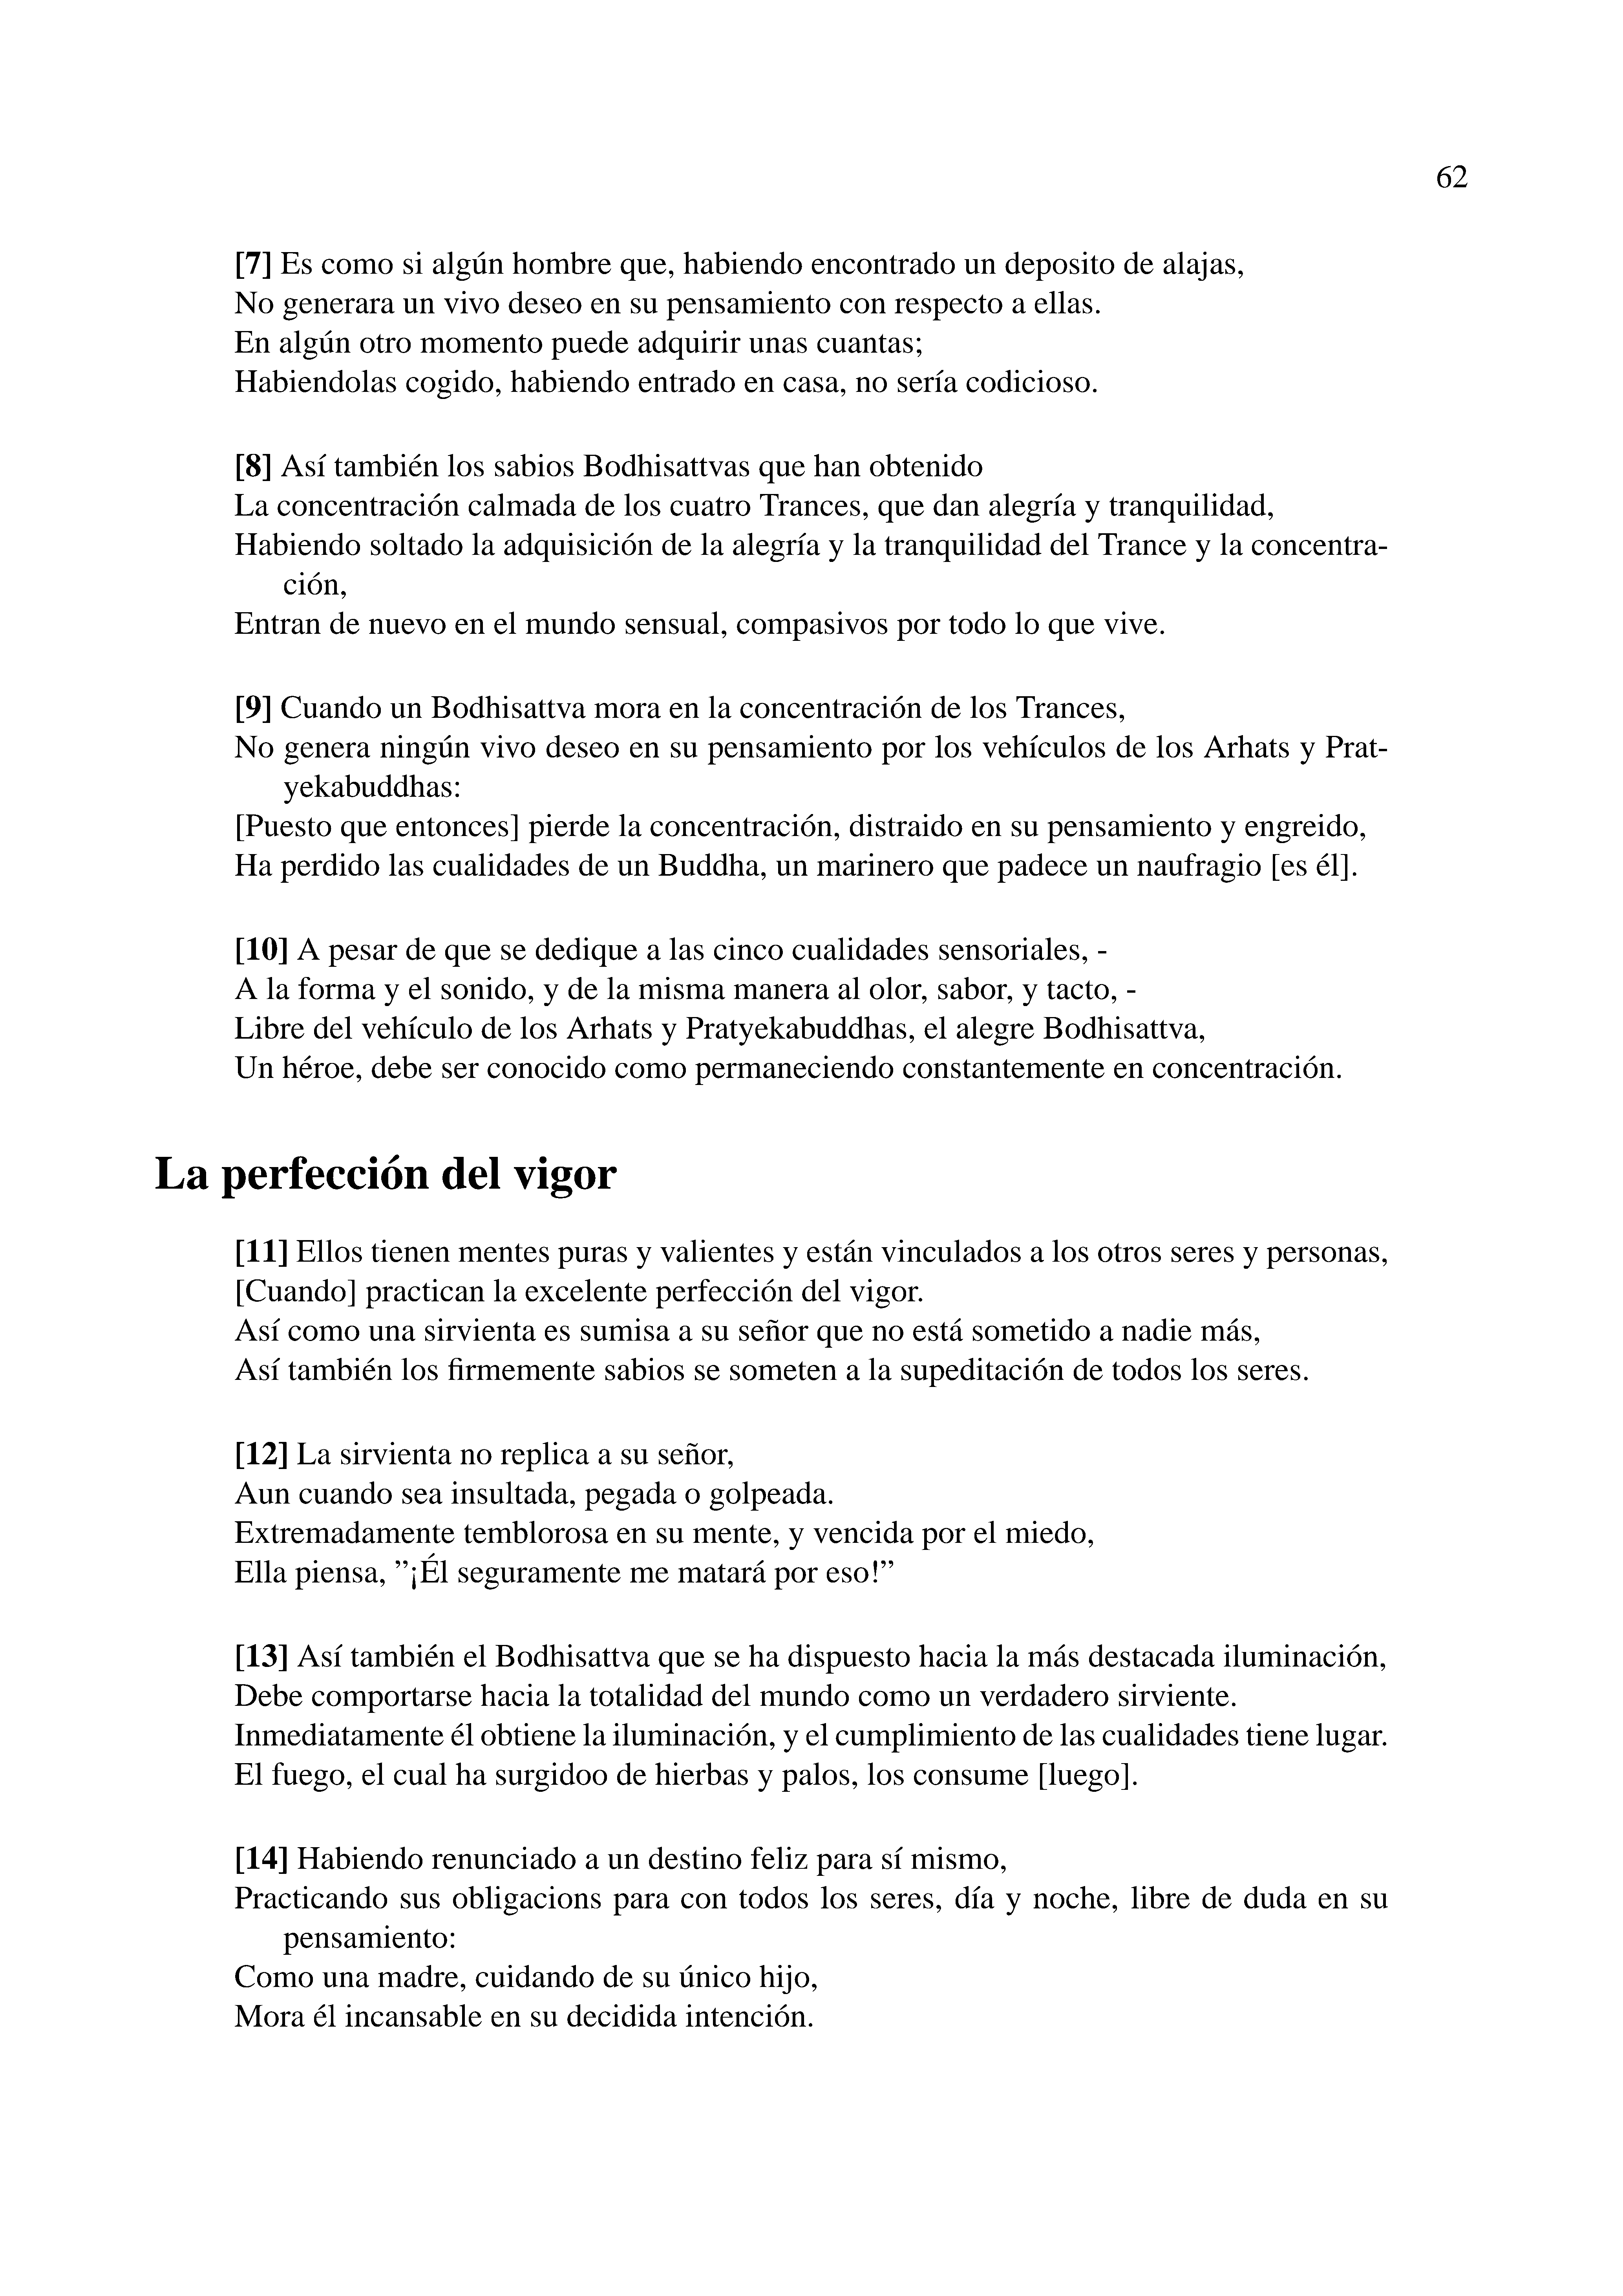 62
[7] Es como si algún hombre que, habiendo encontrado un deposito de alajas,
No generara un vivo deseo en su pensamiento con respecto a ellas.
En algún otro momento puede adquirir unas cuantas;
Habiendolas cogido, habiendo entrado en casa, no sería codicioso.
[8] Así también los sabios Bodhisattvas que han obtenido
La concentración calmada de los cuatro Trances, que dan alegría y tranquilidad,
Habiendo soltado la adquisición de la alegría y la tranquilidad del Trance y la concentra-
ción,
Entran de nuevo en el mundo sensual, compasivos por todo lo que vive.
[9] Cuando un Bodhisattva mora en la concentración de los Trances,
No genera ningún vivo deseo en su pensamiento por los vehículos de los Arhats y Prat-
yekabuddhas:
[Puesto que entonces] pierde la concentración, distraido en su pensamiento y engreido,
Ha perdido las cualidades de un Buddha, un marinero que padece un naufragio [es él].
[10] A pesar de que se dedique a las cinco cualidades sensoriales, -
A la forma y el sonido, y de la misma manera al olor, sabor, y tacto, -
Libre del vehículo de los Arhats y Pratyekabuddhas, el alegre Bodhisattva,
Un héroe, debe ser conocido como permaneciendo constantemente en concentración.
La perfección del vigor
[11] Ellos tienen mentes puras y valientes y están vinculados a los otros seres y personas,
[Cuando] practican la excelente perfección del vigor.
Así como una sirvienta es sumisa a su señor que no está sometido a nadie más,
Así también los firmemente sabios se someten a la supeditación de todos los seres.
[12] La sirvienta no replica a su señor,
Aun cuando sea insultada, pegada o golpeada.
Extremadamente temblorosa en su mente, y vencida por el miedo,
Ella piensa, ”¡Él seguramente me matará por eso!”
[13] Así también el Bodhisattva que se ha dispuesto hacia la más destacada iluminación,
Debe comportarse hacia la totalidad del mundo como un verdadero sirviente.
Inmediatamente él obtiene la iluminación, y el cumplimiento de las cualidades tiene lugar.
El fuego, el cual ha surgidoo de hierbas y palos, los consume [luego].
[14] Habiendo renunciado a un destino feliz para sí mismo,
Practicando sus obligacions para con todos los seres, día y noche, libre de duda en su
pensamiento:
Como una madre, cuidando de su único hijo,
Mora él incansable en su decidida intención.